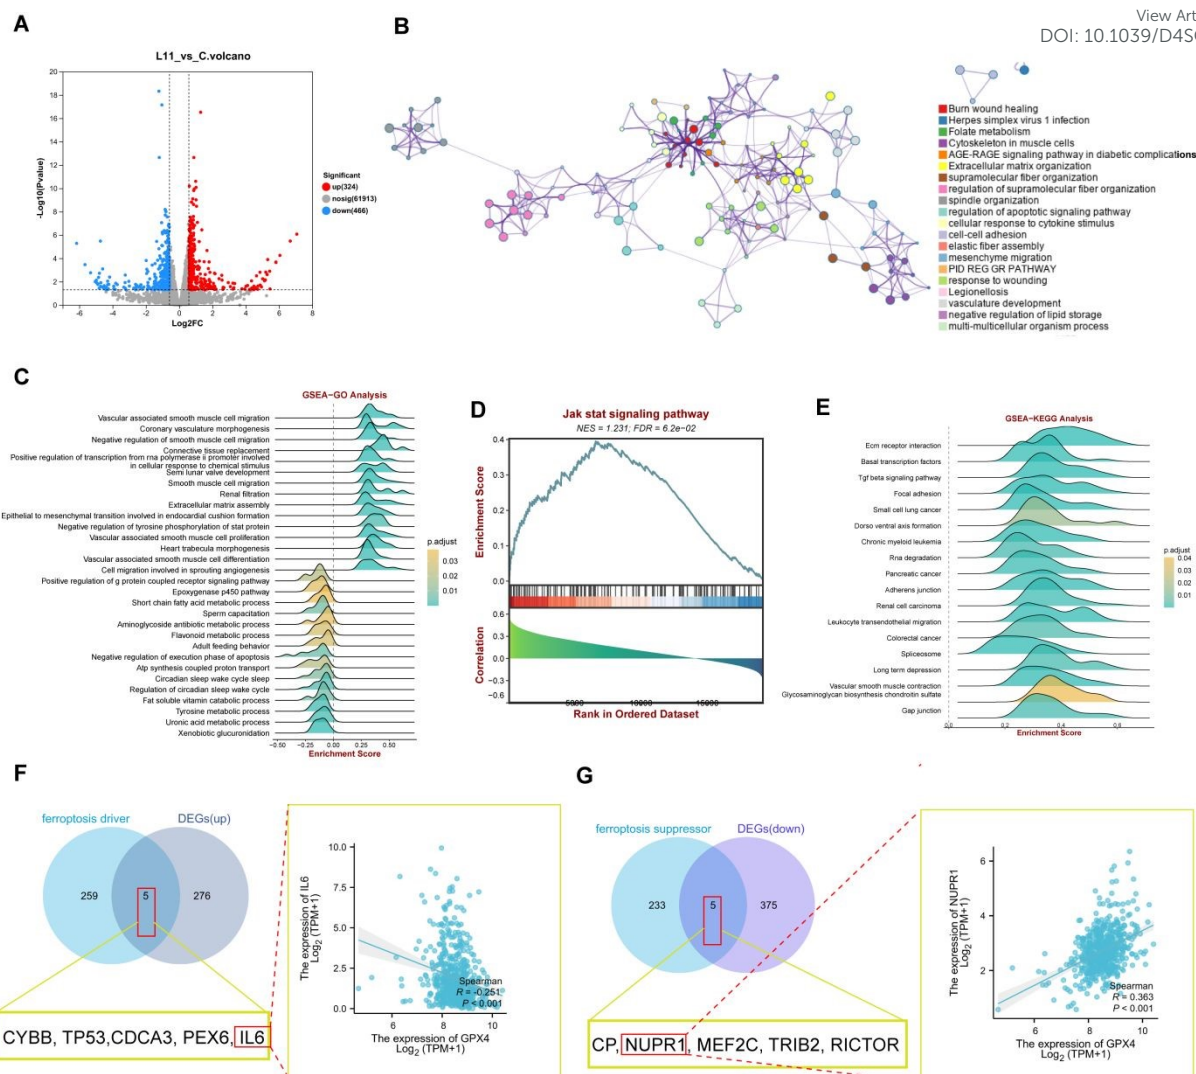 View Art
DOI: 10.1039/D4S
A
L11_vs_C.volcano
-Log10(Pvalue)
20
18
16
14
12
10
8
6
4
2
0
-6
-4
-2
0
2
4
6
8
Log2FC
Significant
up(324)
nosig(61913)
down(466)
B
Burn wound healing
Herpes simplex virus 1 infection
Folate metabolism
Cytoskeleton in muscle cells
AGE-RAGE signaling pathway in diabetic complications
Extracellular matrix organization
supramolecular fiber organization
regulation of supramolecular fiber organization
spindle organization
regulation of apoptotic signaling pathway
cellular response to cytokine stimulus
cell-cell adhesion
elastic fiber assembly
mesenchyme migration
PID REG GR PATHWAY
response to wounding
Legionellosis
vasculature development
negative regulation of lipid storage
multi-multicellular organism process
C
GSEA-GO Analysis
Vascular associated smooth muscle cell migration
Coronary vasculature morphogenesis
Negative regulation of smooth muscle cell migration
Connective tissue replacement
Positive regulation of transcription from rna polymerase ii promoter involved
in cellular response to chemical stimulus
Semi lunar valve development
Smooth muscle cell migration
Renal filtration
Extracellular matrix assembly
Epithelial to mesenchymal transition involved in endocardial cushion formation
Negative regulation of tyrosine phosphorylation of stat protein
Vascular associated smooth muscle cell proliferation
Heart trabecula morphogenesis
Vascular associated smooth muscle cell differentiation
Cell migration involved in sprouting angiogenesis
Positive regulation of g protein coupled receptor signaling pathway
Epoxygenase p450 pathway
Short chain fatty acid metabolic process
Sperm capacitation
Aminoglycoside antibiotic metabolic process
Flavonoid metabolic process
Adult feeding behavior
Negative regulation of execution phase of apoptosis
Atp synthesis coupled proton transport
Circadian sleep wake cycle sleep
Regulation of circadian sleep wake cycle
Fat soluble vitamin catabolic process
Tyrosine metabolic process
Uronic acid metabolic process
Xenobiotic glucuronidation
−0.50
−0.25
0.00
0.25
0.50
Enrichment Score
p.adjust
0.03
0.02
0.01
D
Jak stat signaling pathway
NES = 1.231; FDR = 6.2e−02
Enrichment Score
0.4
0.3
0.2
0.1
0.0
Correlation
0.6
0.3
0.0
−0.3
−0.6
5000
10000
15000
Rank in Ordered Dataset
E
GSEA-KEGG Analysis
Ecm receptor interaction
Basal transcription factors
Tgf beta signaling pathway
Focal adhesion
Small cell lung cancer
Dorso ventral axis formation
Chronic myeloid leukemia
Rna degradation
Pancreatic cancer
Adherens junction
Renal cell carcinoma
Leukocyte transendothelial migration
Colorectal cancer
Spliceosome
Long term depression
Vascular smooth muscle contraction
Glycosaminoglycan biosynthesis chondroitin sulfate
Gap junction
0.0
0.2
0.4
0.6
Enrichment Score
p.adjust
0.04
0.03
0.02
0.01
F
ferroptosis driver
DEGs(up)
259
5
276
CYBB, TP53,CDCA3, PEX6, IL6
The expression of IL6
Log2 (TPM+1)
10.0
7.5
5.0
2.5
0.0
Spearman
R = -0.251
P < 0.001
6
8
10
The expression of GPX4
Log2 (TPM+1)
G
ferroptosis suppressor
DEGs(down)
233
5
375
CP, NUPR1, MEF2C, TRIB2, RICTOR
The expression of NUPR1
Log2 (TPM+1)
6
4
2
Spearman
R = 0.363
P < 0.001
6
8
10
The expression of GPX4
Log2 (TPM+1)